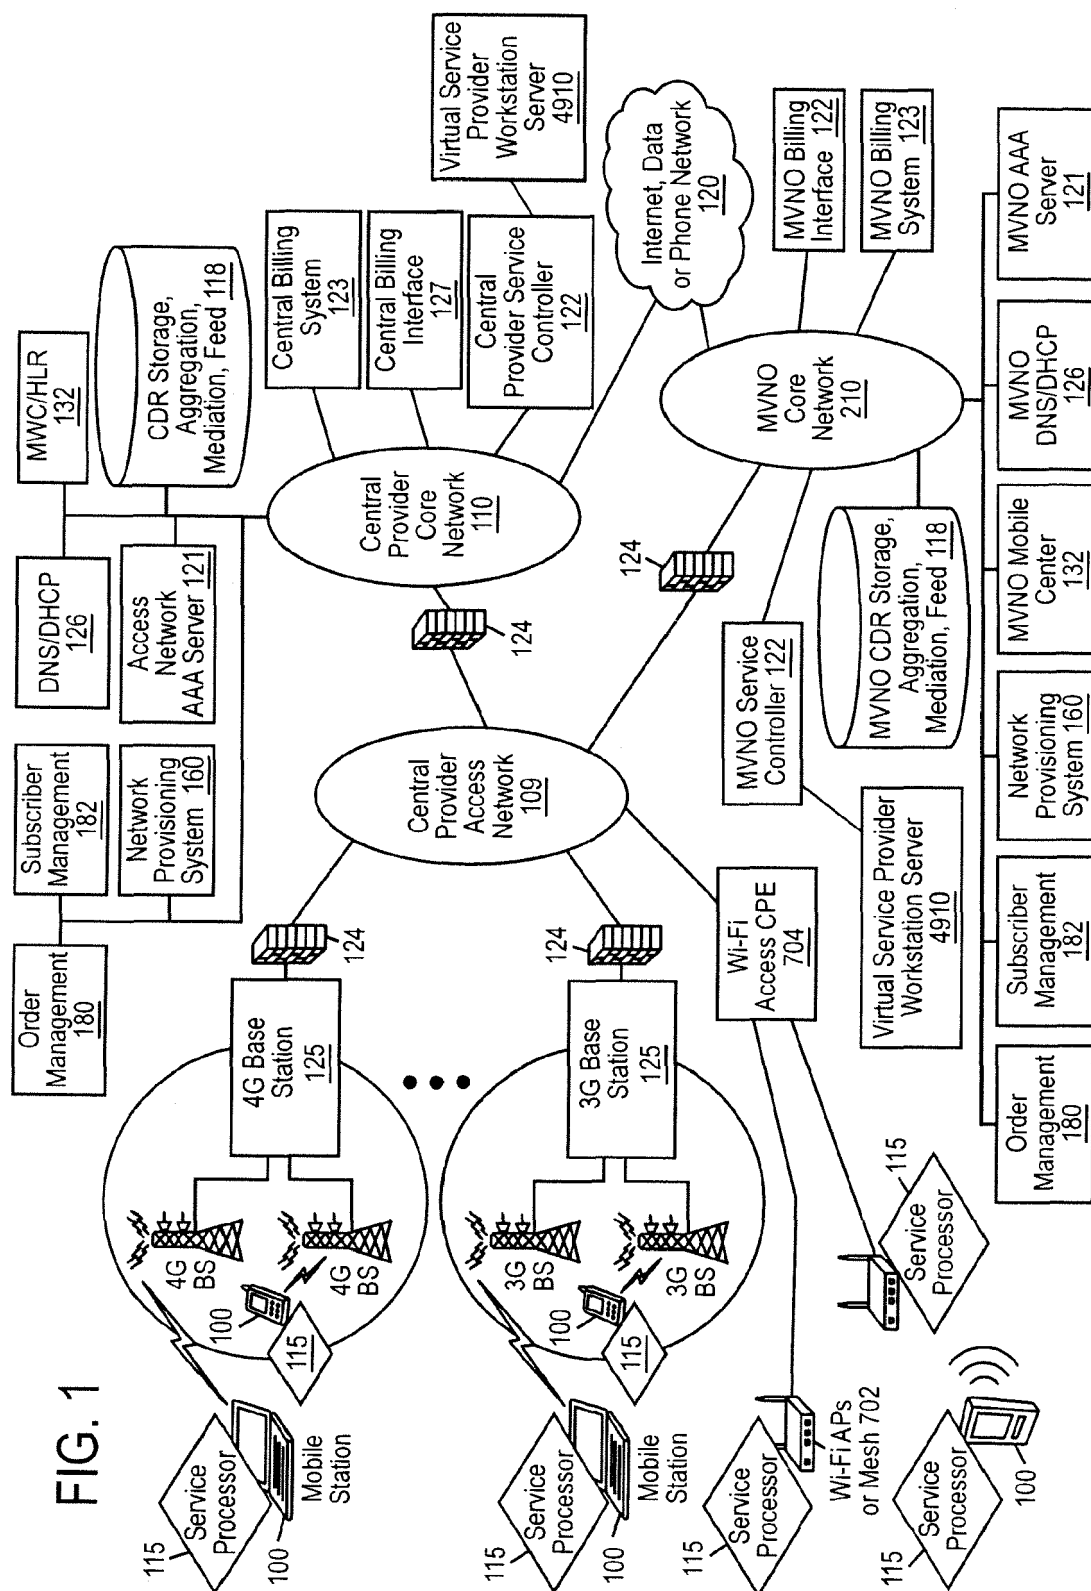 FIG. 1
Order
Management
180
Subscriber
Management
182
Network
Provisioning
System 160
DNS/DHCP
126
Access
Network
AAA Server 121
MWC/HLR
132
CDR Storage,
Aggregation,
Mediation, Feed 118
Central Billing
System
123
Central Billing
Interface
127
Central
Provider Service
Controller
122
Virtual Service
Provider
Workstation
Server
4910
115
Service
Processor
100
Mobile
Station
4G
BS
4G
BS
100
115
4G Base
Station
125
124
Central
Provider
Access
Network
109
124
Central
Provider
Core
Network
110
Internet, Data
or Phone Network
120
115
Service
Processor
100
Mobile
Station
3G
BS
3G
BS
100
115
3G Base
Station
125
124
124
115
Service
Processor
Wi-Fi APs
or Mesh 702
Wi-Fi
Access CPE
704
MVNO Service
Controller 122
MVNO
Core
Network
210
MVNO Billing
Interface 122
MVNO Billing
System 123
115
Service
Processor
100
115
Service
Processor
Virtual Service Provider
Workstation Server
4910
MVNO CDR Storage,
Aggregation,
Mediation, Feed 118
Order
Management
180
Subscriber
Management
182
Network
Provisioning
System 160
MVNO Mobile
Center
132
MVNO
DNS/DHCP
126
MVNO AAA
Server
121